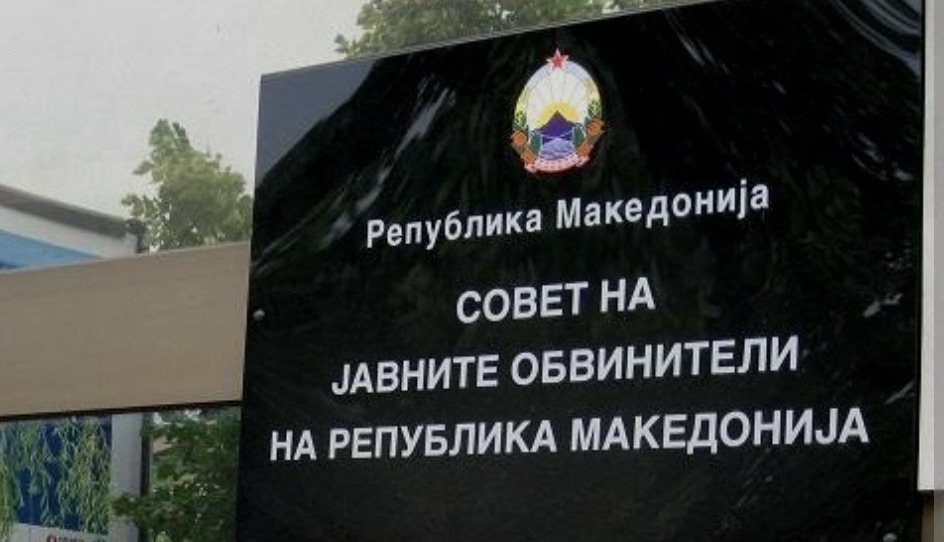 Република Македонија
СОВЕТ НА
ЈАВНИТЕ ОБВИНИТЕЛИ
НА РЕПУБЛИКА МАКЕДОНИЈА